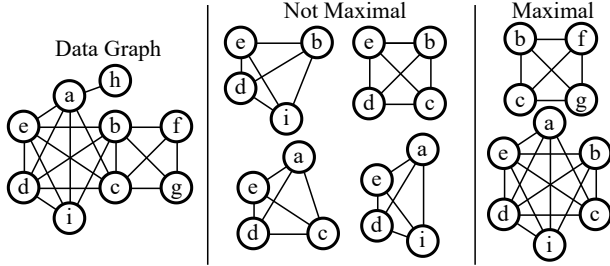 Data Graph
h
a
e b f
d c g
i
Not Maximal
e b
d
i
e b
d c
a
e
d c
a
e
d
i
Maximal
b f
c g
a
e b
d c
i